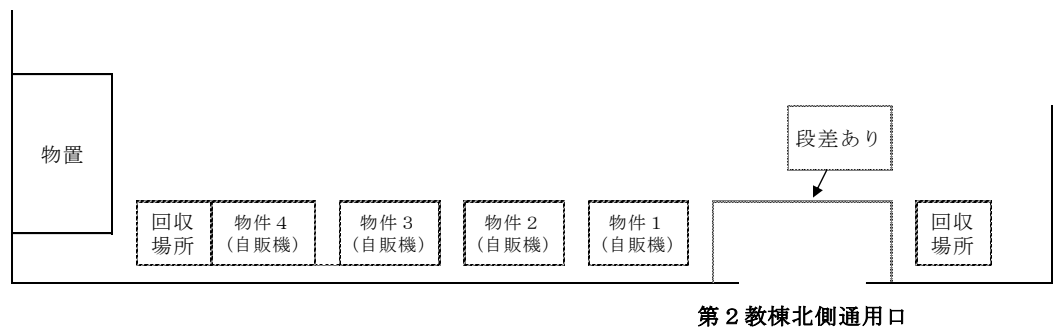 段差あり
物置
回収
場所
物件４
(自販機)
物件３
(自販機)
物件２
(自販機)
物件１
(自販機)
回収
場所
第２教棟北側通用口